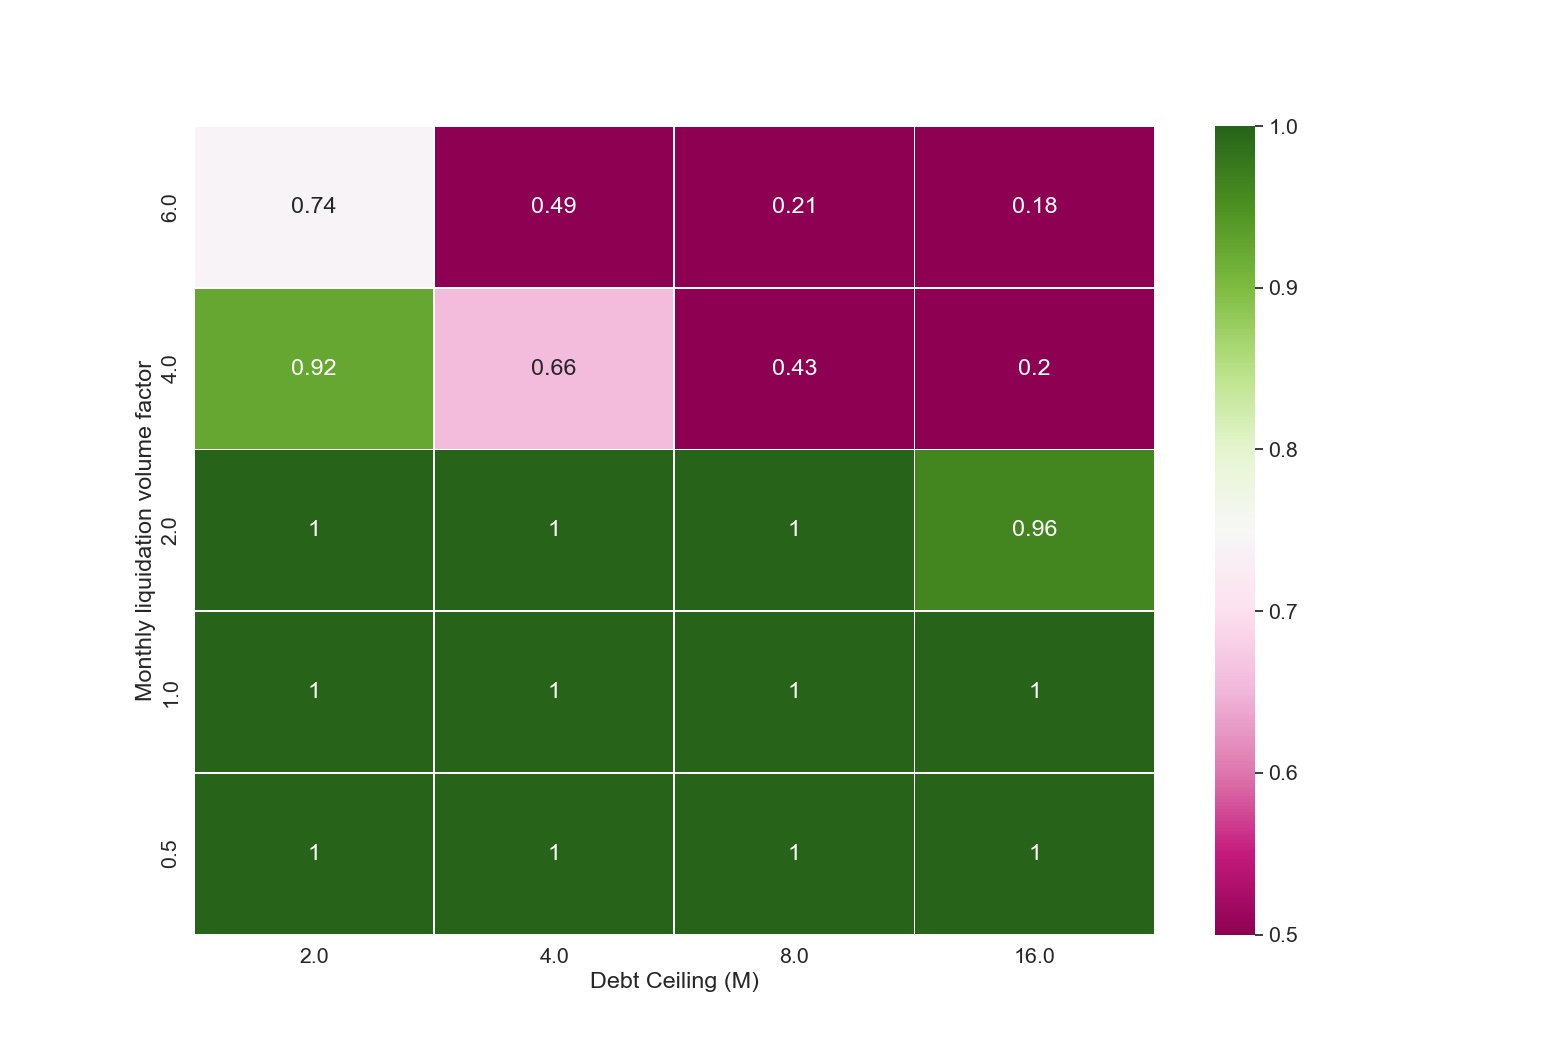 Monthly liquidation volume factor
6.0 0.74 0.49 0.21 0.18
4.0 0.92 0.66 0.43 0.2
2.0 1 1 1 0.96
1.0 1 1 1 1
0.5 1 1 1 1
2.0 4.0 8.0 16.0
Debt Ceiling (M)
1.0
0.9
0.8
0.7
0.6
0.5